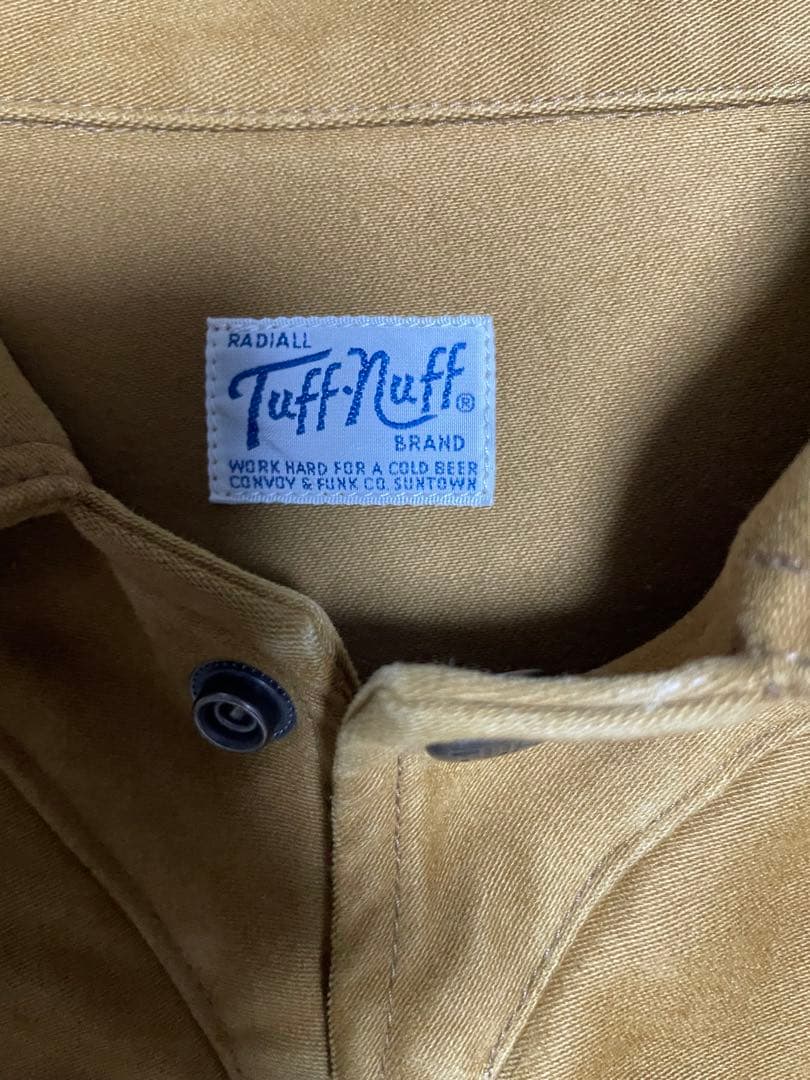 RADIALL
Tuff-Nuff®
BRAND
WORK HARD FOR A COLD BEER
CONVOY & FUNK CO. SUNTOWN